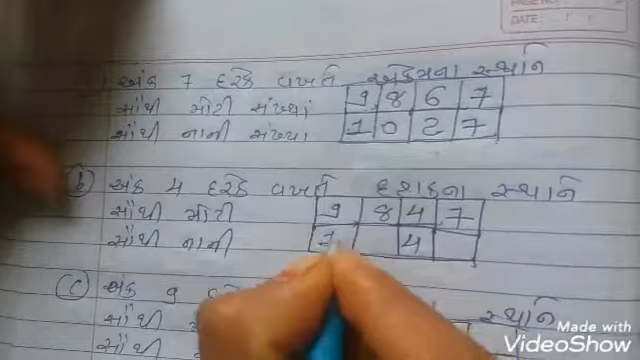 DATE
અંક 7 દરેક વખતે એકમના સ્થાને
સૌથી મોટી સંખ્યા 9 8 6 7
સૌથી નાની સંખ્યા 1 0 2 7
b અંક 4 દરેક વખતે દશકના સ્થાને
સૌથી મોટી 9 8 4 7
સૌથી નાની 1 4
c અંક 9 સ્થાને
સૌથી
સૌથી
Made with
VideoShow